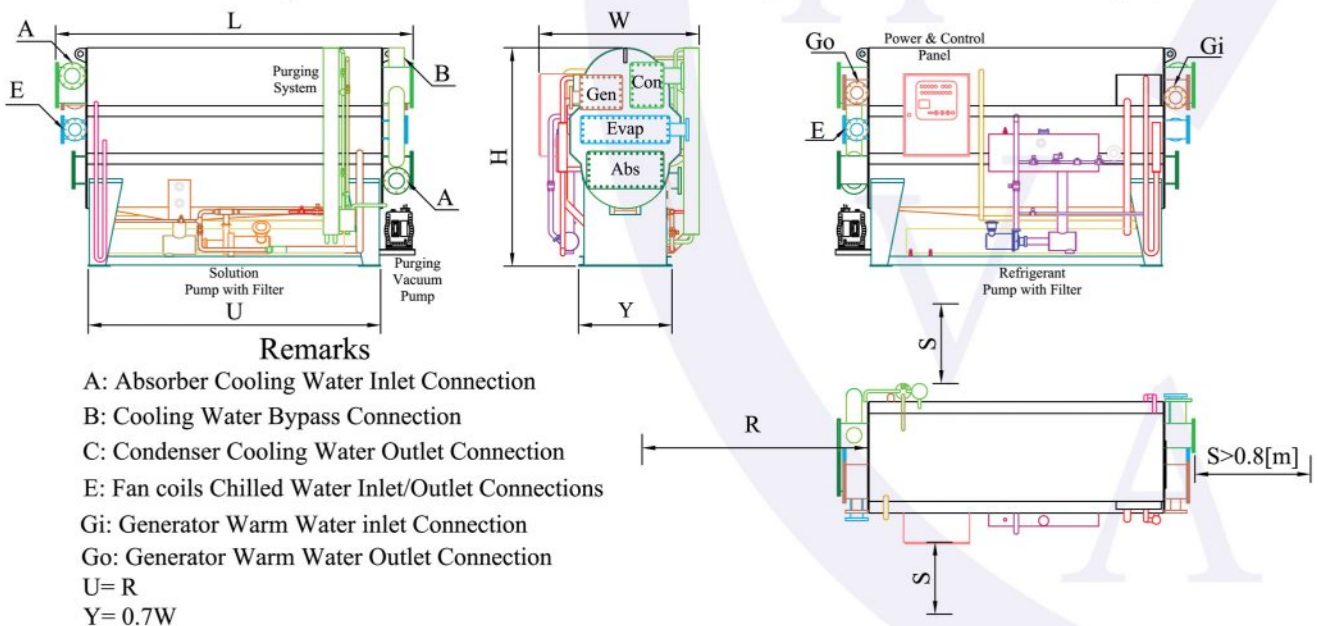 L
W
A
Purging
System
B
E
A
Purging
Vacuum
Pump
Solution
Pump with Filter
U
H
Gen
Con
Evap
Abs
Y
Go
Power & Control
Panel
Gi
E
Refrigerant
Pump with Filter
S
R
S>0.8[m]
S
Remarks
A: Absorber Cooling Water Inlet Connection
B: Cooling Water Bypass Connection
C: Condenser Cooling Water Outlet Connection
E: Fan coils Chilled Water Inlet/Outlet Connections
Gi: Generator Warm Water inlet Connection
Go: Generator Warm Water Outlet Connection
U= R
Y= 0.7W
V
A